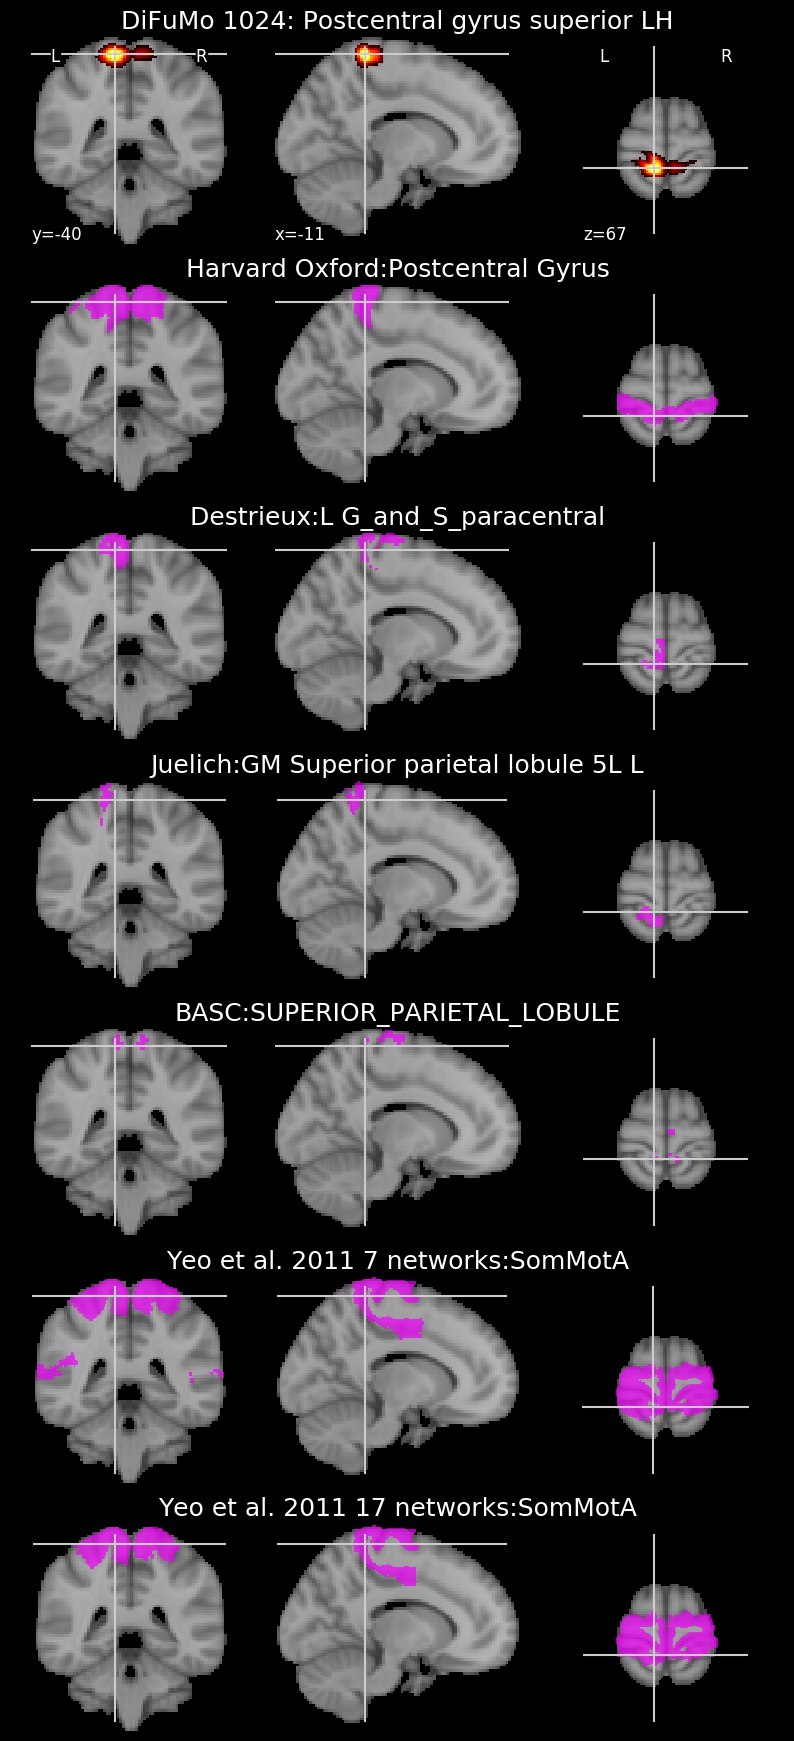 DiFuMo 1024: Postcentral gyrus superior LH
L R L R
y=-40 x=-11 z=67
Harvard Oxford:Postcentral Gyrus
Destrieux:L G_and_S_paracentral
Juelich:GM Superior parietal lobule 5L L
BASC:SUPERIOR_PARIETAL_LOBULE
Yeo et al. 2011 7 networks:SomMotA
Yeo et al. 2011 17 networks:SomMotA